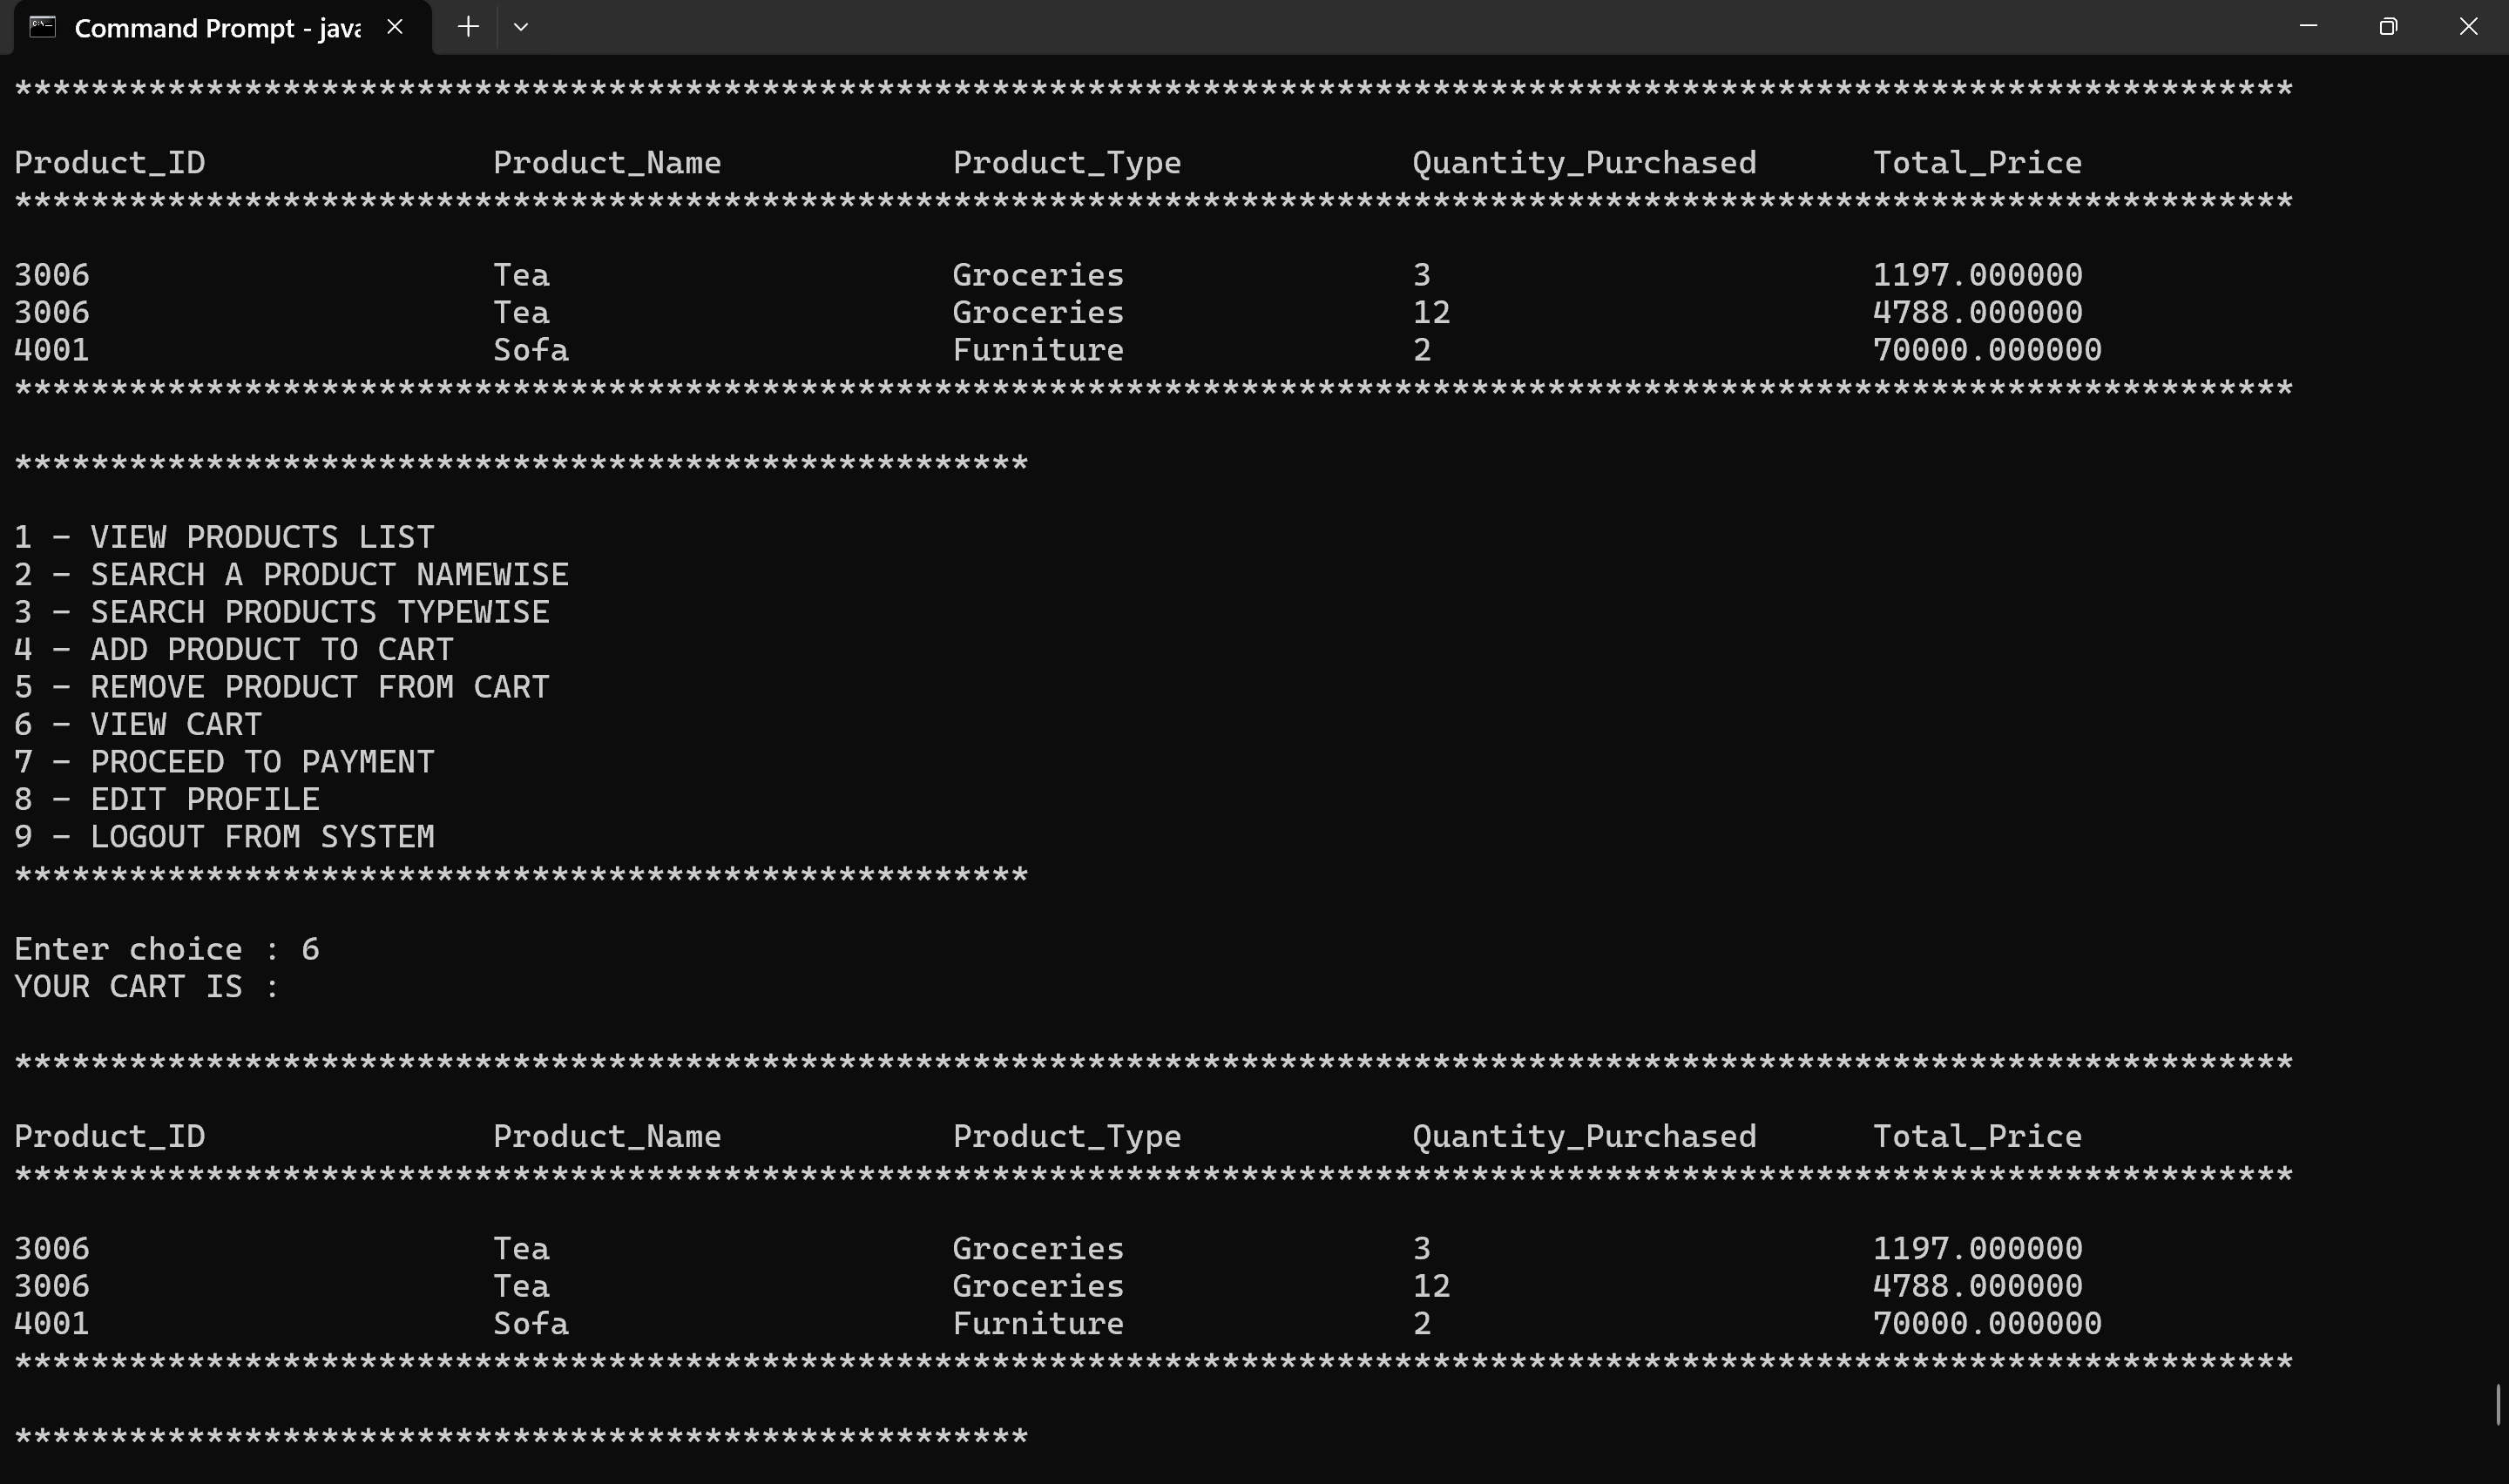 Command Prompt - java
***********************************************************************************************************************
Product_ID Product_Name Product_Type Quantity_Purchased Total_Price
***********************************************************************************************************************
3006 Tea Groceries 3 1197.000000
3006 Tea Groceries 12 4788.000000
4001 Sofa Furniture 2 70000.000000
***********************************************************************************************************************
*****************************************************
1 - VIEW PRODUCTS LIST
2 - SEARCH A PRODUCT NAMEWISE
3 - SEARCH PRODUCTS TYPEWISE
4 - ADD PRODUCT TO CART
5 - REMOVE PRODUCT FROM CART
6 - VIEW CART
7 - PROCEED TO PAYMENT
8 - EDIT PROFILE
9 - LOGOUT FROM SYSTEM
*****************************************************
Enter choice : 6
YOUR CART IS :
***********************************************************************************************************************
Product_ID Product_Name Product_Type Quantity_Purchased Total_Price
***********************************************************************************************************************
3006 Tea Groceries 3 1197.000000
3006 Tea Groceries 12 4788.000000
4001 Sofa Furniture 2 70000.000000
***********************************************************************************************************************
*****************************************************